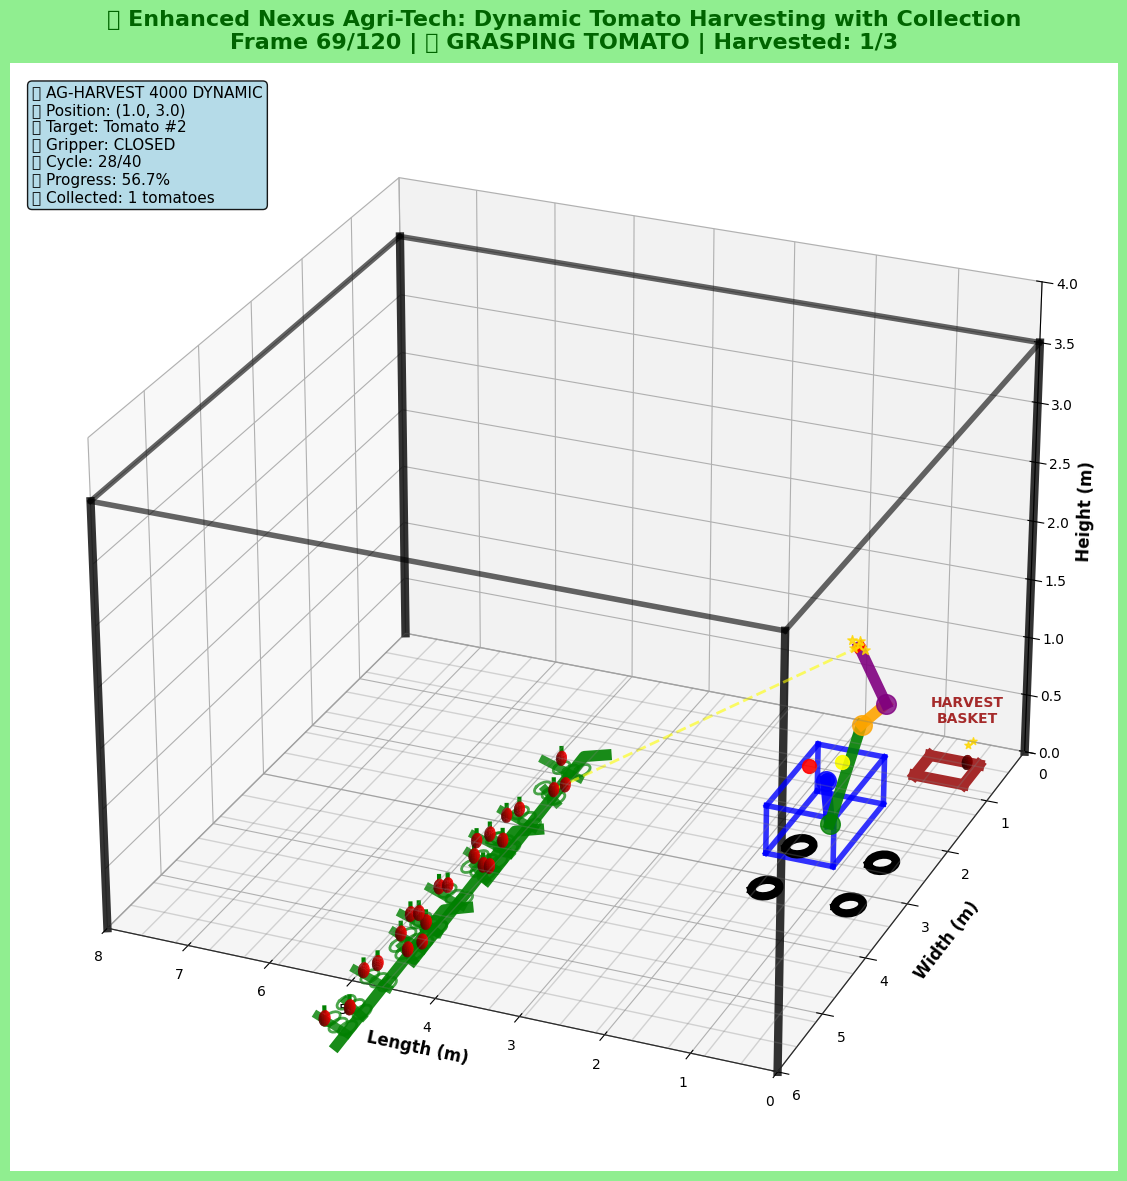 Enhanced Nexus Agri-Tech: Dynamic Tomato Harvesting with Collection
Frame 69/120 | GRASPING TOMATO | Harvested: 1/3
AG-HARVEST 4000 DYNAMIC
Position: (1.0, 3.0)
Target: Tomato #2
Gripper: CLOSED
Cycle: 28/40
Progress: 56.7%
Collected: 1 tomatoes
4.0
3.5
3.0
2.5
2.0
1.5
1.0
0.5
0.0
Height (m)
HARVEST
BASKET
0
1
2
3
4
5
6
Width (m)
8
7
6
5
4
3
2
1
0
Length (m)